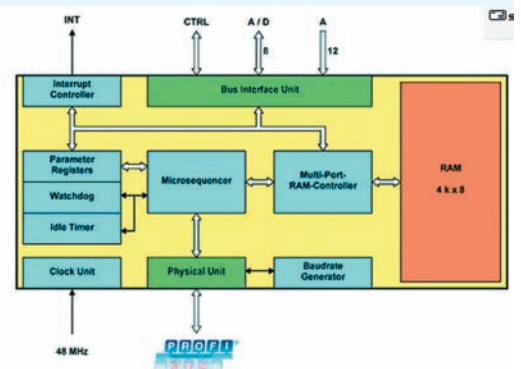 INT
CTRL
A / D
A
8
12
Interrupt
Controller
Bus Interface Unit
Parameter
Registers
Watchdog
Idle Timer
Microsequencer
Multi-Port-
RAM-Controller
RAM
4 k x 8
Clock Unit
Physical Unit
Baudrate
Generator
48 MHz
PROFI